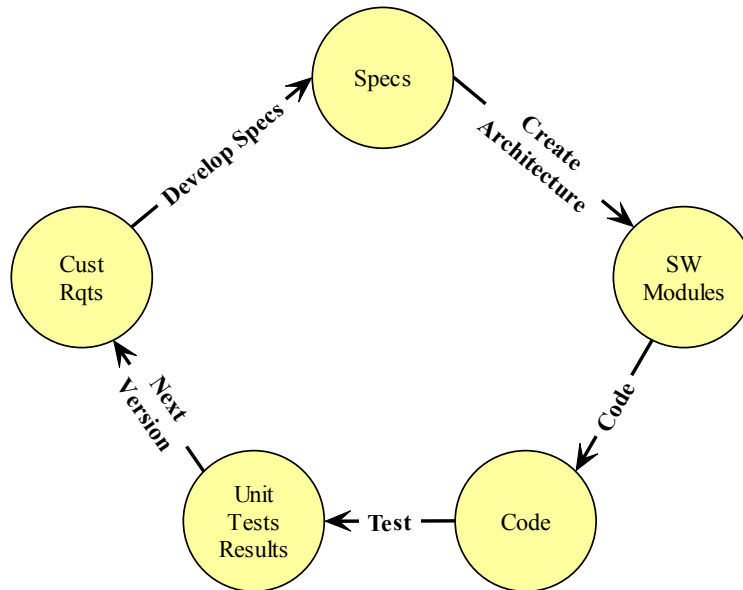 Specs
Create
Architecture
Develop Specs
Cust
Rqts
SW
Modules
Next
Version
Code
Unit
Tests
Results
Test
Code